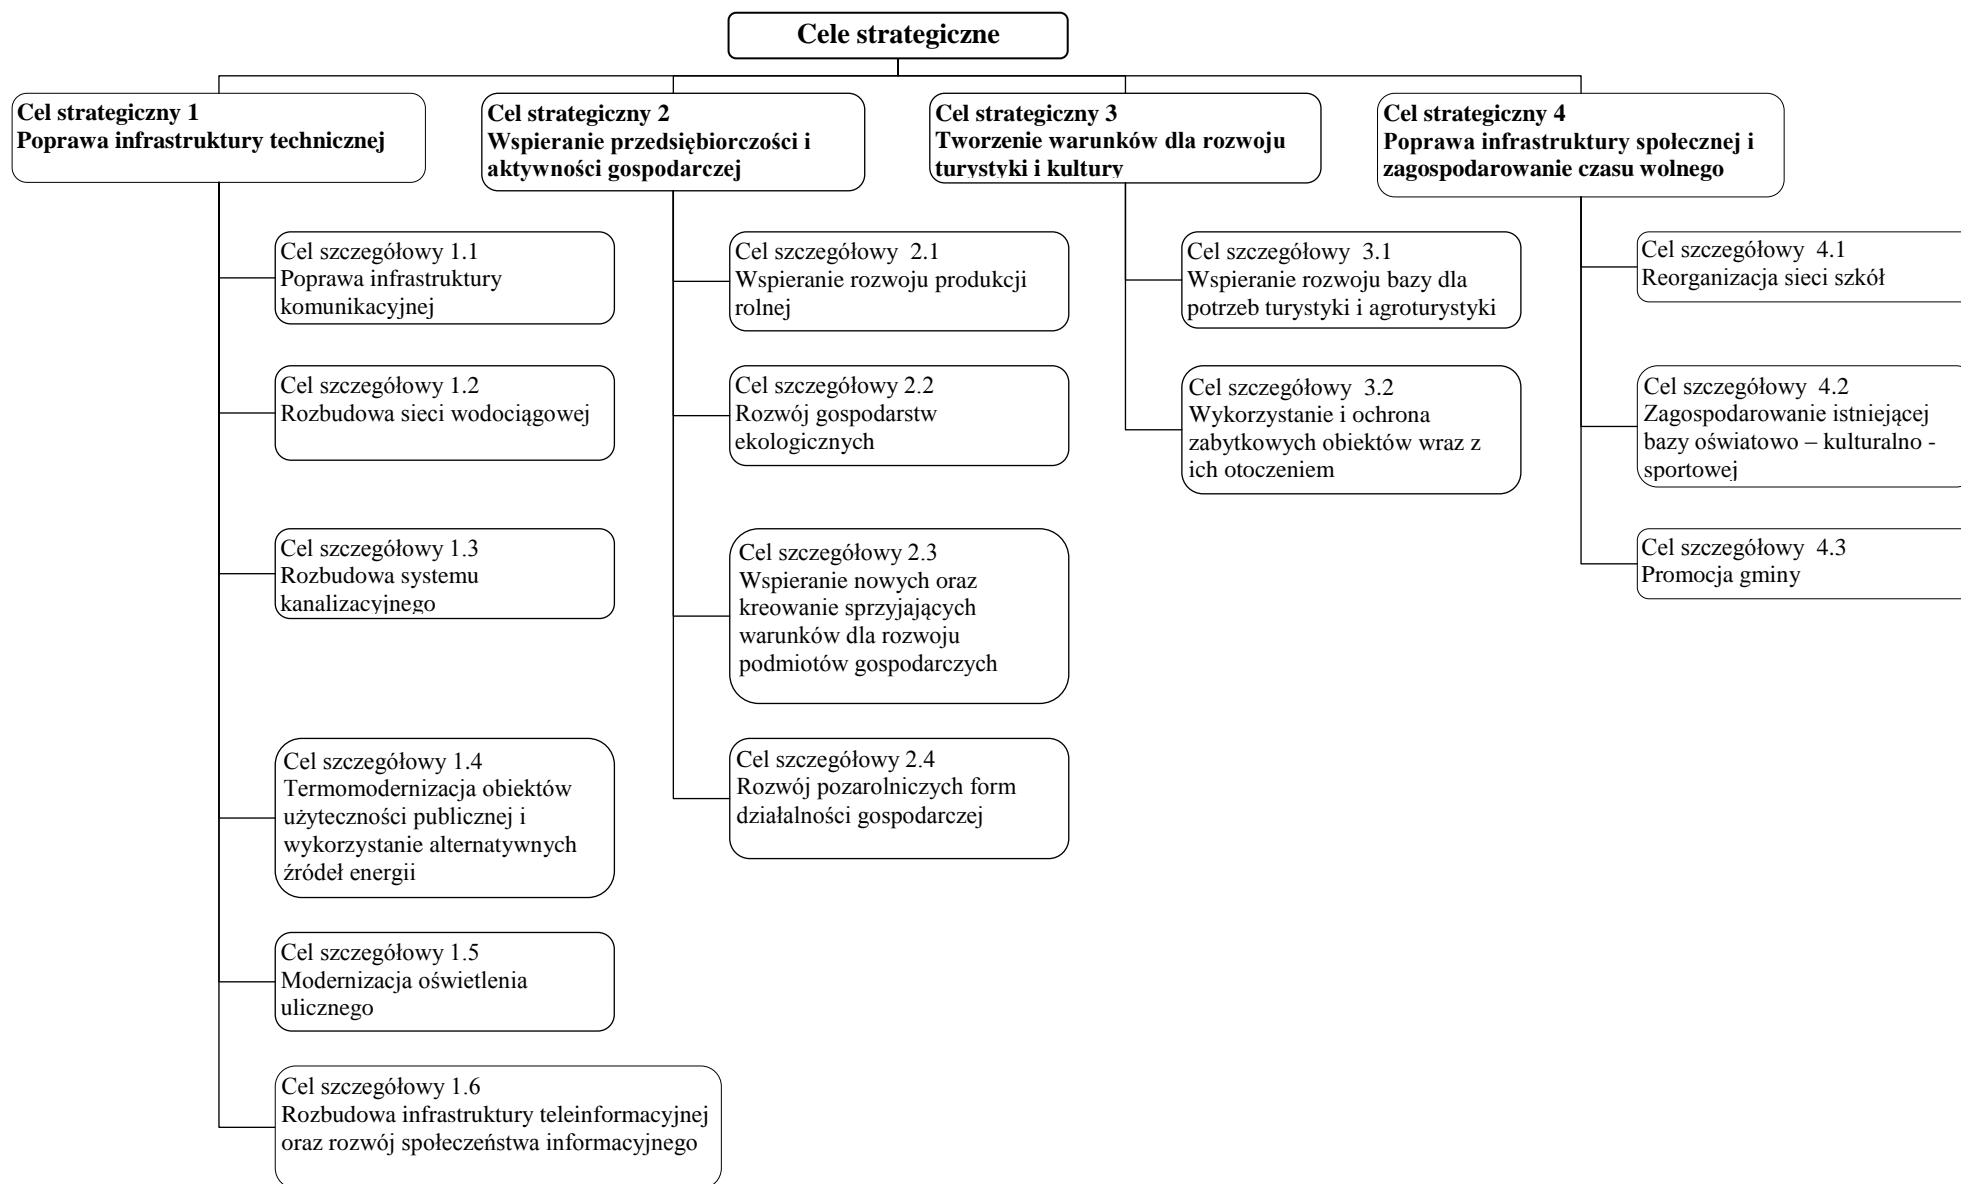 Cele strategiczne
Cel strategiczny 1
Poprawa infrastruktury technicznej
Cel szczegółowy 1.1
Poprawa infrastruktury
komunikacyjnej
Cel szczegółowy 1.2
Rozbudowa sieci wodociągowej
Cel szczegółowy 1.3
Rozbudowa systemu
kanalizacyjnego
Cel szczegółowy 1.4
Termomodernizacja obiektów
użyteczności publicznej i
wykorzystanie alternatywnych
źródeł energii
Cel szczegółowy 1.5
Modernizacja oświetlenia
ulicznego
Cel szczegółowy 1.6
Rozbudowa infrastruktury teleinformacyjnej
oraz rozwój społeczeństwa informacyjnego
Cel strategiczny 2
Wspieranie przedsiębiorczości i
aktywności gospodarczej
Cel szczegółowy 2.1
Wspieranie rozwoju produkcji
rolnej
Cel szczegółowy 2.2
Rozwój gospodarstw
ekologicznych
Cel szczegółowy 2.3
Wspieranie nowych oraz
kreowanie sprzyjających
warunków dla rozwoju
podmiotów gospodarczych
Cel szczegółowy 2.4
Rozwój pozarolniczych form
działalności gospodarczej
Cel strategiczny 3
Tworzenie warunków dla rozwoju
turystyki i kultury
Cel szczegółowy 3.1
Wspieranie rozwoju bazy dla
potrzeb turystyki i agroturystyki
Cel szczegółowy 3.2
Wykorzystanie i ochrona
zabytkowych obiektów wraz z
ich otoczeniem
Cel strategiczny 4
Poprawa infrastruktury społecznej i
zagospodarowanie czasu wolnego
Cel szczegółowy 4.1
Reorganizacja sieci szkół
Cel szczegółowy 4.2
Zagospodarowanie istniejącej
bazy oświatowo – kulturalno -
sportowej
Cel szczegółowy 4.3
Promocja gminy